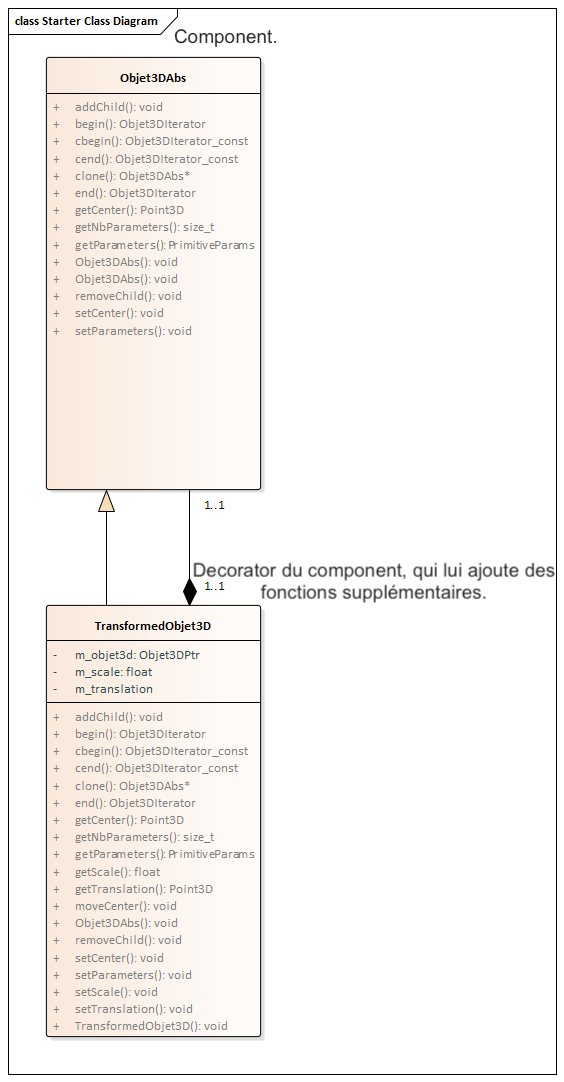 class Starter Class Diagram
Component.
Objet3DAbs
+ addChild(): void
+ begin(): Objet3DIterator
+ cbegin(): Objet3DIterator_const
+ cend(): Objet3DIterator_const
+ clone(): Objet3DAbs*
+ end(): Objet3DIterator
+ getCenter(): Point3D
+ getNbParameters(): size_t
+ getParameters(): PrimitiveParams
+ Objet3DAbs(): void
+ Objet3DAbs(): void
+ removeChild(): void
+ setCenter(): void
+ setParameters(): void
1..1
Decorator du component, qui lui ajoute des
1..1
fonctions supplémentaires.
TransformedObjet3D
- m_objet3d: Objet3DPtr
- m_scale: float
- m_translation
+ addChild(): void
+ begin(): Objet3DIterator
+ cbegin(): Objet3DIterator_const
+ cend(): Objet3DIterator_const
+ clone(): Objet3DAbs*
+ end(): Objet3DIterator
+ getCenter(): Point3D
+ getNbParameters(): size_t
+ getParameters(): PrimitiveParams
+ getScale(): float
+ getTranslation(): Point3D
+ moveCenter(): void
+ Objet3DAbs(): void
+ removeChild(): void
+ setCenter(): void
+ setParameters(): void
+ setScale(): void
+ setTranslation(): void
+ TransformedObjet3D(): void